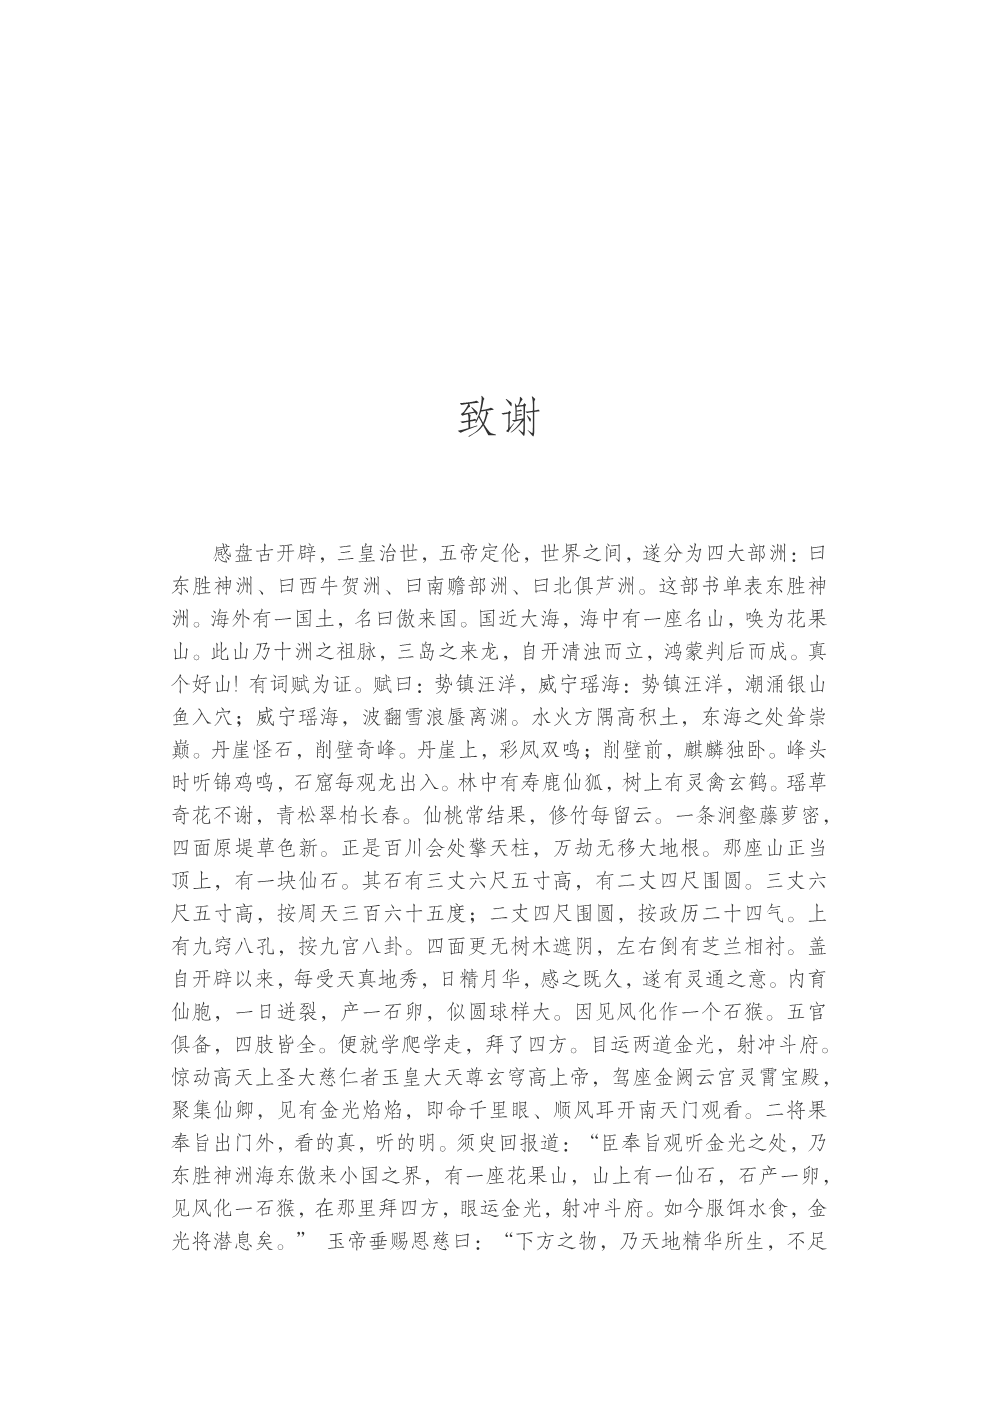 致谢
感盘古开辟，三皇治世，五帝定伦，世界之间，遂分为四大部洲：曰
东胜神洲、曰西牛贺洲、曰南赡部洲、曰北俱芦洲。这部书单表东胜神
洲。海外有一国土，名曰傲来国。国近大海，海中有一座名山，唤为花果
山。此山乃十洲之祖脉，三岛之来龙，自开清浊而立，鸿蒙判后而成。真
个好山！有词赋为证。赋曰：势镇汪洋，威宁瑶海：势镇汪洋，潮涌银山
鱼入穴；威宁瑶海，波翻雪浪蜃离渊。水火方隅高积土，东海之处耸崇
巅。丹崖怪石，削壁奇峰。丹崖上，彩凤双鸣；削壁前，麒麟独卧。峰头
时听锦鸡鸣，石窟每观龙出入。林中有寿鹿仙狐，树上有灵禽玄鹤。瑶草
奇花不谢，青松翠柏长春。仙桃常结果，修竹每留云。一条涧壑藤萝密，
四面原堤草色新。正是百川会处擎天柱，万劫无移大地根。那座山正当
顶上，有一块仙石。其石有三丈六尺五寸高，有二丈四尺围圆。三丈六
尺五寸高，按周天三百六十五度；二丈四尺围圆，按政历二十四气。上
有九窍八孔，按九宫八卦。四面更无树木遮阴，左右倒有芝兰相衬。盖
自开辟以来，每受天真地秀，日精月华，感之既久，遂有灵通之意。内育
仙胞，一日迸裂，产一石卵，似圆球样大。因见风化作一个石猴。五官
俱备，四肢皆全。便就学爬学走，拜了四方。目运两道金光，射冲斗府。
惊动高天上圣大慈仁者玉皇大天尊玄穹高上帝，驾座金阙云宫灵霄宝殿，
聚集仙卿，见有金光焰焰，即命千里眼、顺风耳开南天门观看。二将果
奉旨出门外，看的真，听的明。须臾回报道：“臣奉旨观听金光之处，乃
东胜神洲海东傲来小国之界，有一座花果山，山上有一仙石，石产一卵，
见风化一石猴，在那里拜四方，眼运金光，射冲斗府。如今服饵水食，金
光将潜息矣。” 玉帝垂赐恩慈曰：“下方之物，乃天地精华所生，不足